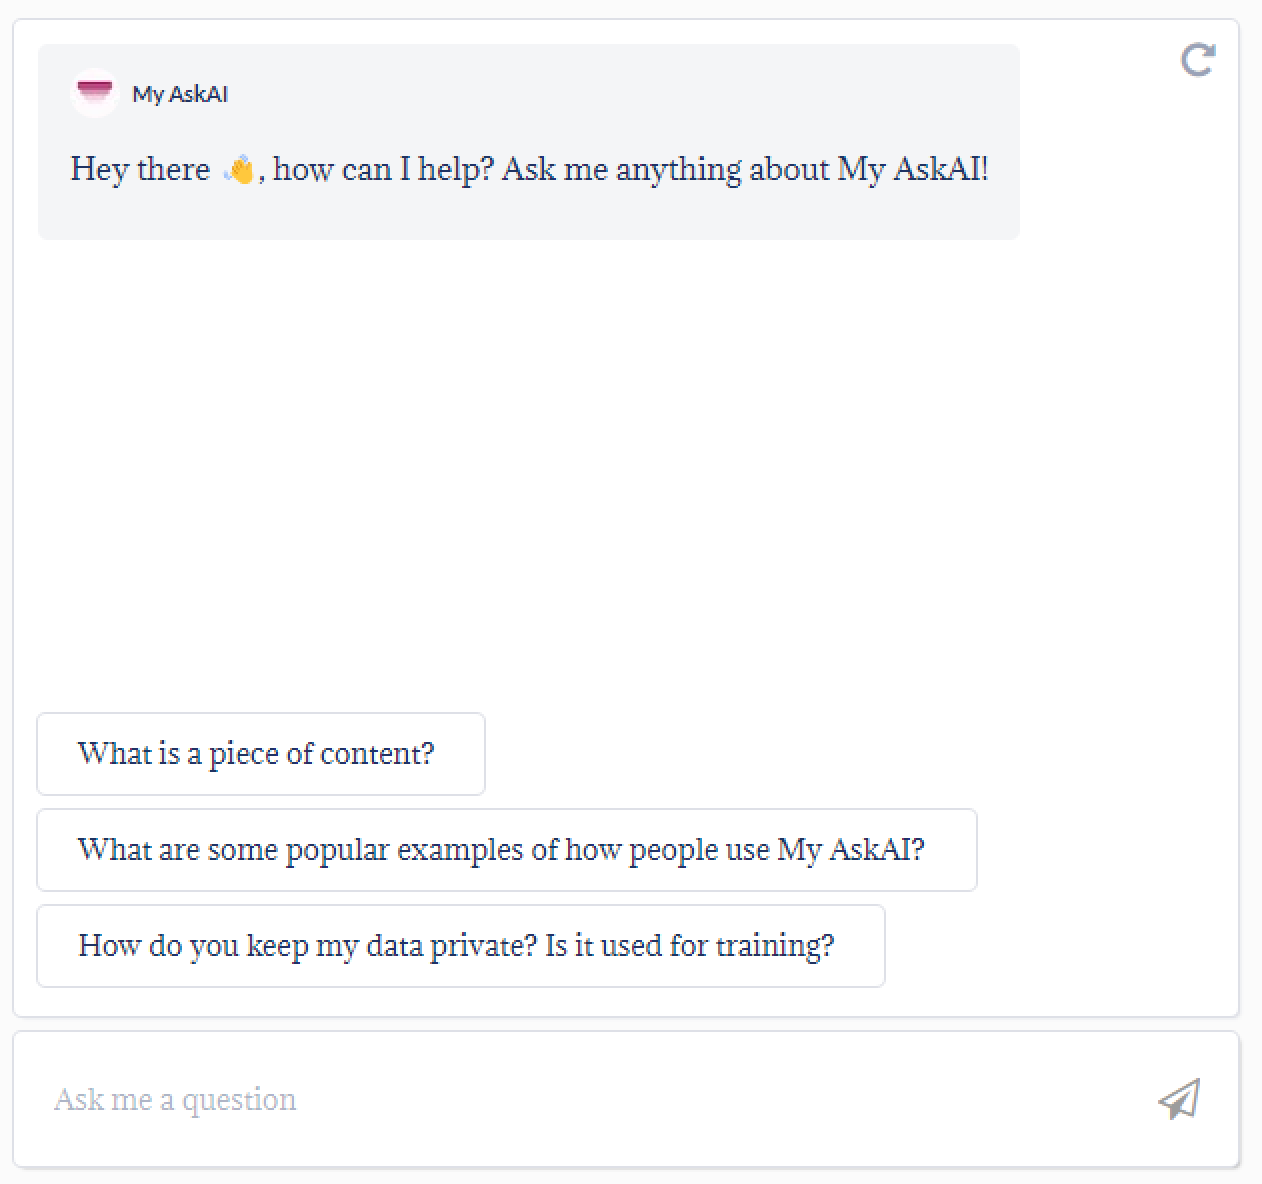 My AskAI
Hey there 👋, how can I help? Ask me anything about My AskAI!
What is a piece of content?
What are some popular examples of how people use My AskAI?
How do you keep my data private? Is it used for training?
Ask me a question